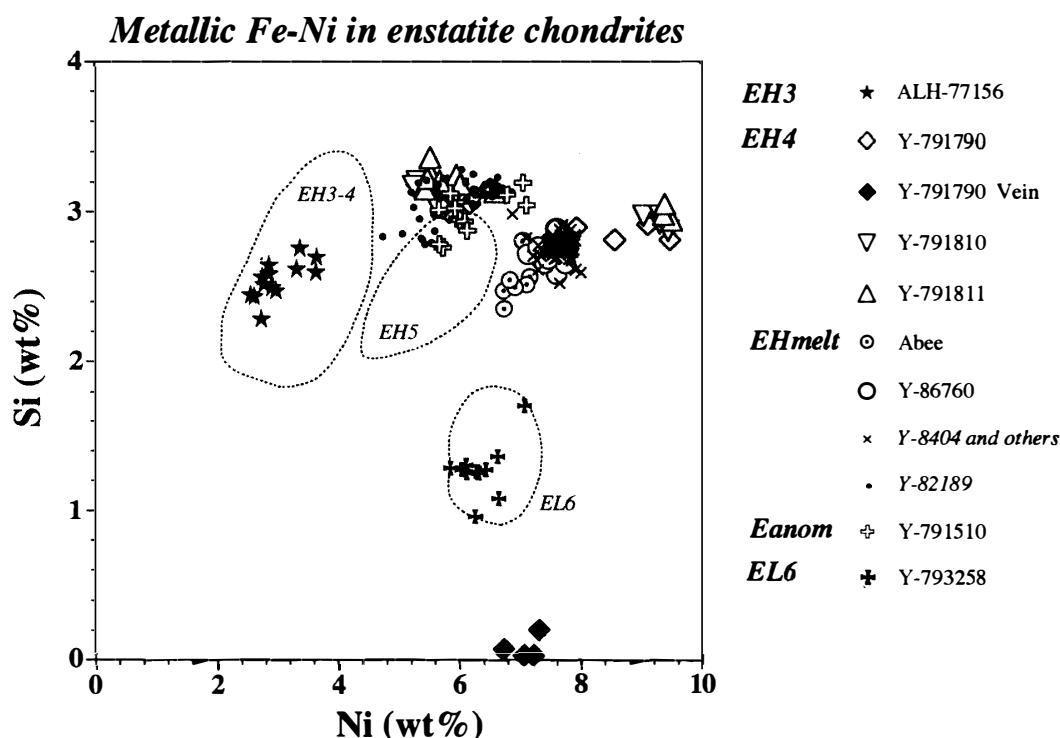 Metallic Fe-Ni in enstatite chondrites
4
3
2
1
0
Si (wt%)
0 2 4 6 8 10
Ni (wt%)
EH3-4
EH5
EL6
EH3 ALH-77156
EH4 Y-791790
Y-791790 Vein
Y-791810
Y-791811
EHmelt Abee
Y-86760
Y-8404 and others
Y-82189
Eanom Y-791510
EL6 Y-793258